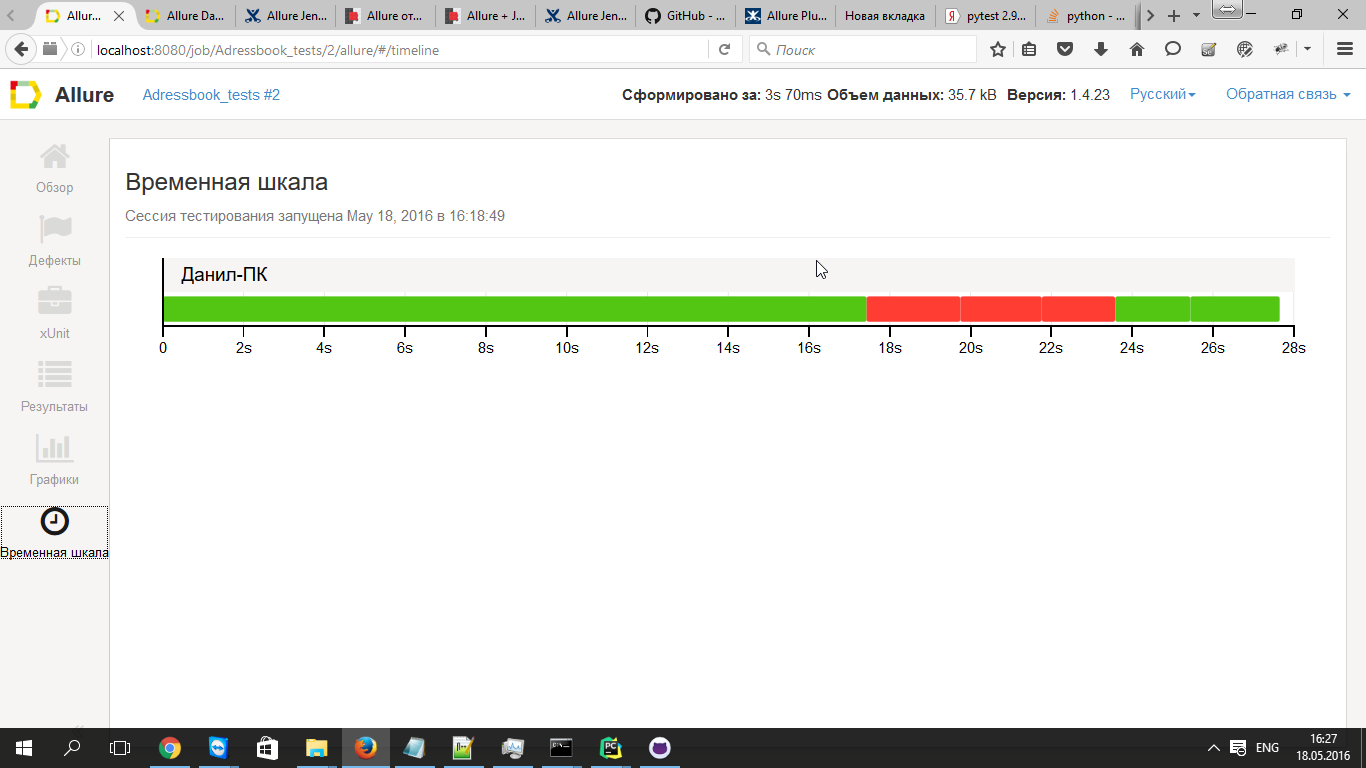 Allur...
Allure Da...
Allure Jen...
Allure от...
Allure + J...
Allure Jen...
GitHub - ...
Allure Plu...
Новая вкладка
pytest 2.9...
python - ...
localhost:8080/job/Adressbook_tests/2/allure/#/timeline
Поиск
Allure
Adressbook_tests #2
Сформировано за: 3s 70ms Объем данных: 35.7 kB Версия: 1.4.23
Русский
Обратная связь
Обзор
Дефекты
xUnit
Результаты
Графики
Временная шкала
Временная шкала
Сессия тестирования запущена May 18, 2016 в 16:18:49
Данил-ПК
0 2s 4s 6s 8s 10s 12s 14s 16s 18s 20s 22s 24s 26s 28s
ENG
16:27
18.05.2016